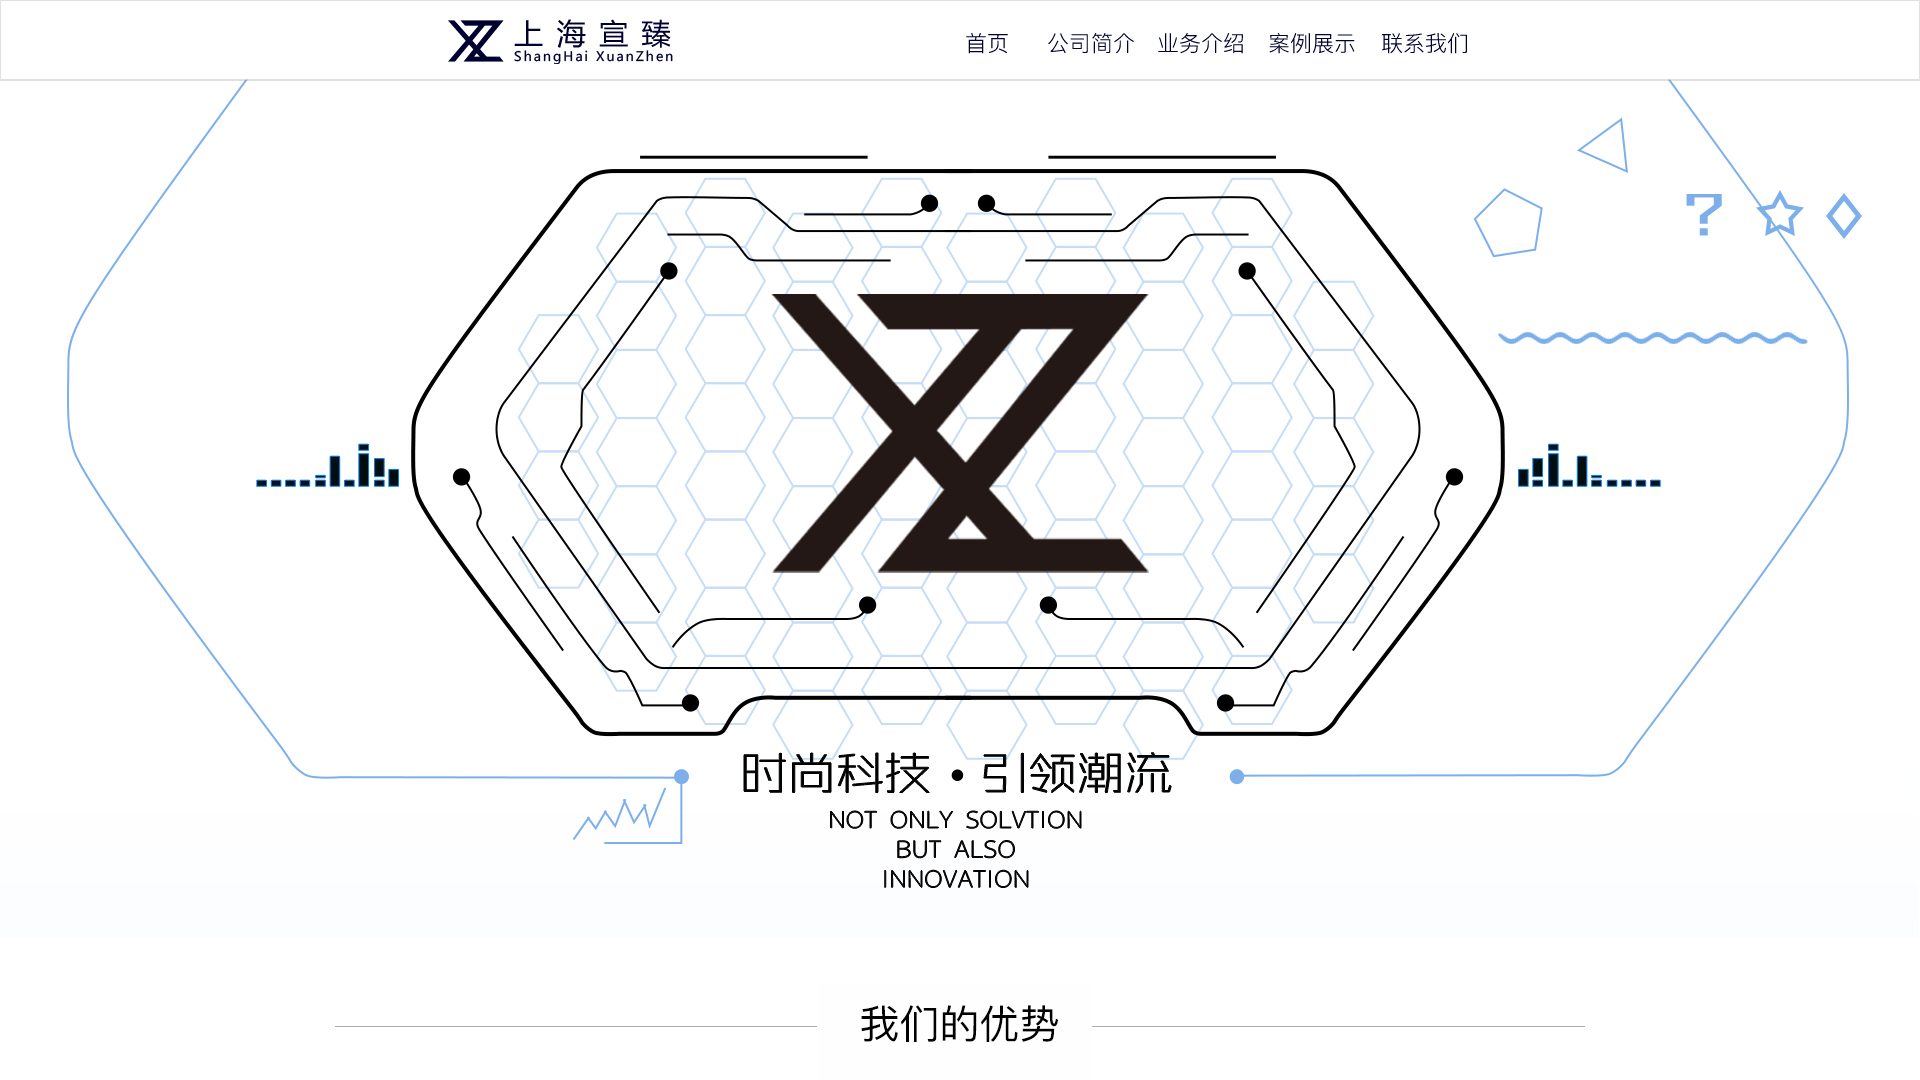 上海宣臻
ShangHai XuanZhen
首页 公司简介 业务介绍 案例展示 联系我们
时尚科技·引领潮流
NOT ONLY SOLVTION
BUT ALSO
INNOVATION
我们的优势